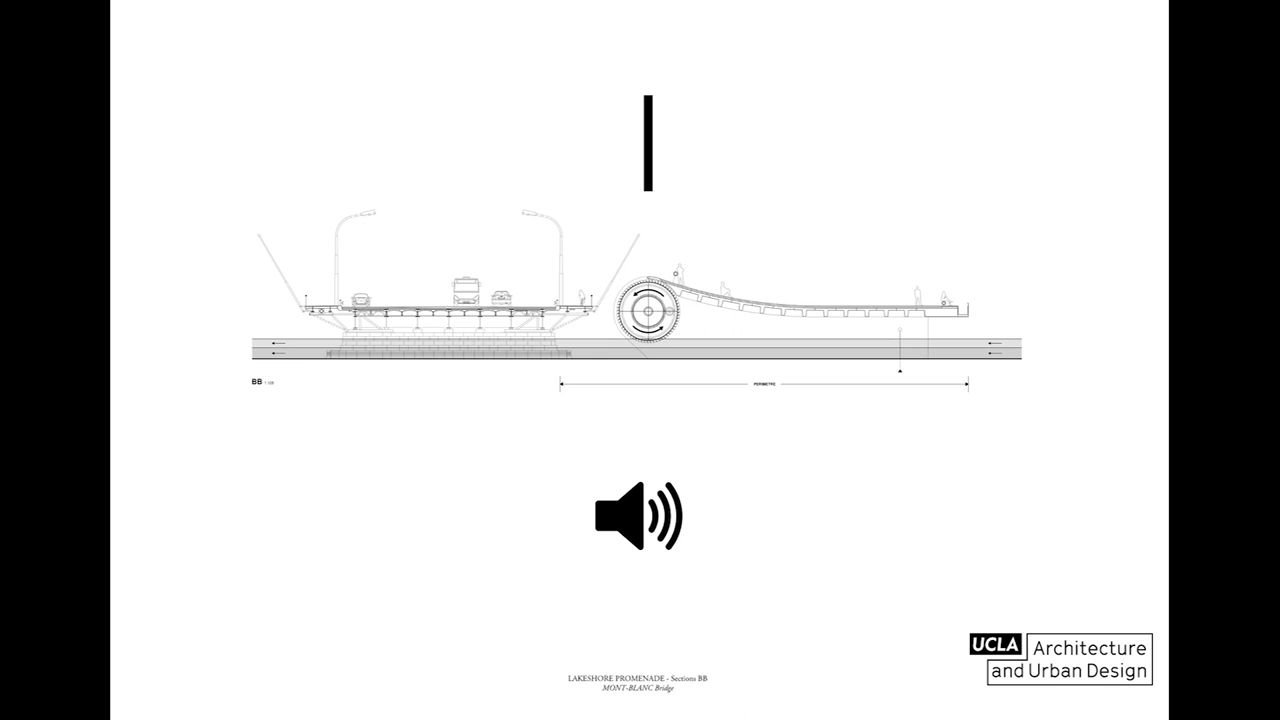 BB
PERIMETRE
UCLA Architecture
and Urban Design
LAKESHORE PROMENADE - Sections BB
MONT-BLANC Bridge